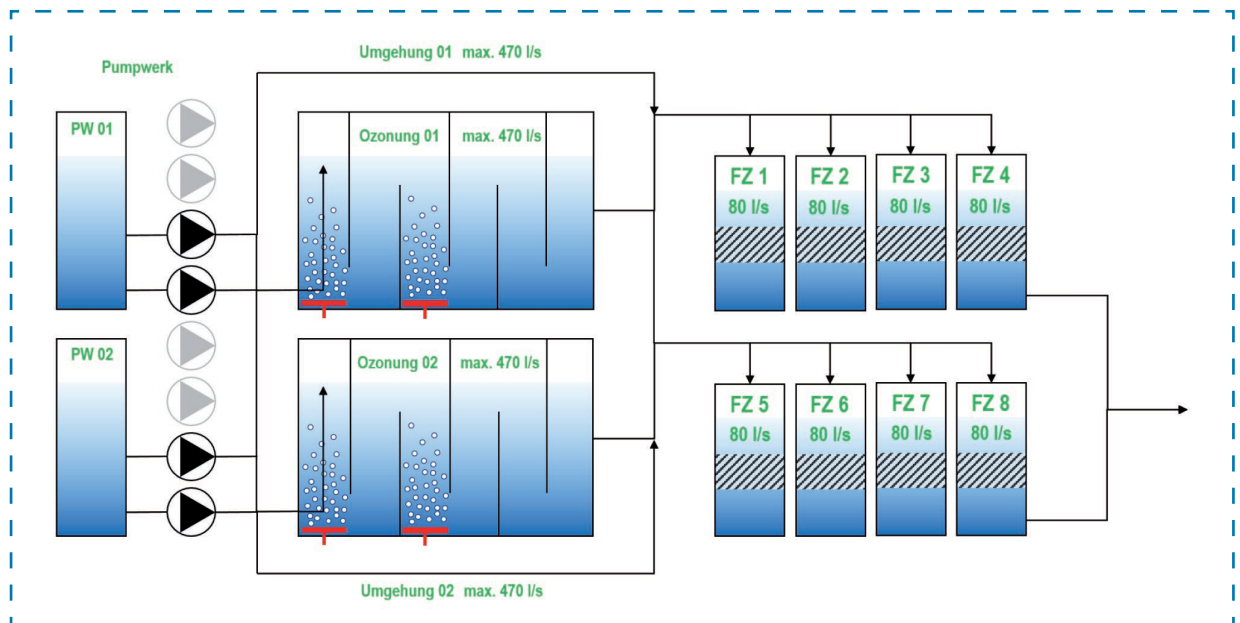 Umgehung 01 max. 470 l/s
Pumpwerk
PW 01
Ozonung 01 max. 470 l/s
FZ 1 FZ 2 FZ 3 FZ 4
80 l/s 80 l/s 80 l/s 80 l/s
PW 02
Ozonung 02 max. 470 l/s
FZ 5 FZ 6 FZ 7 FZ 8
80 l/s 80 l/s 80 l/s 80 l/s
Umgehung 02 max. 470 l/s